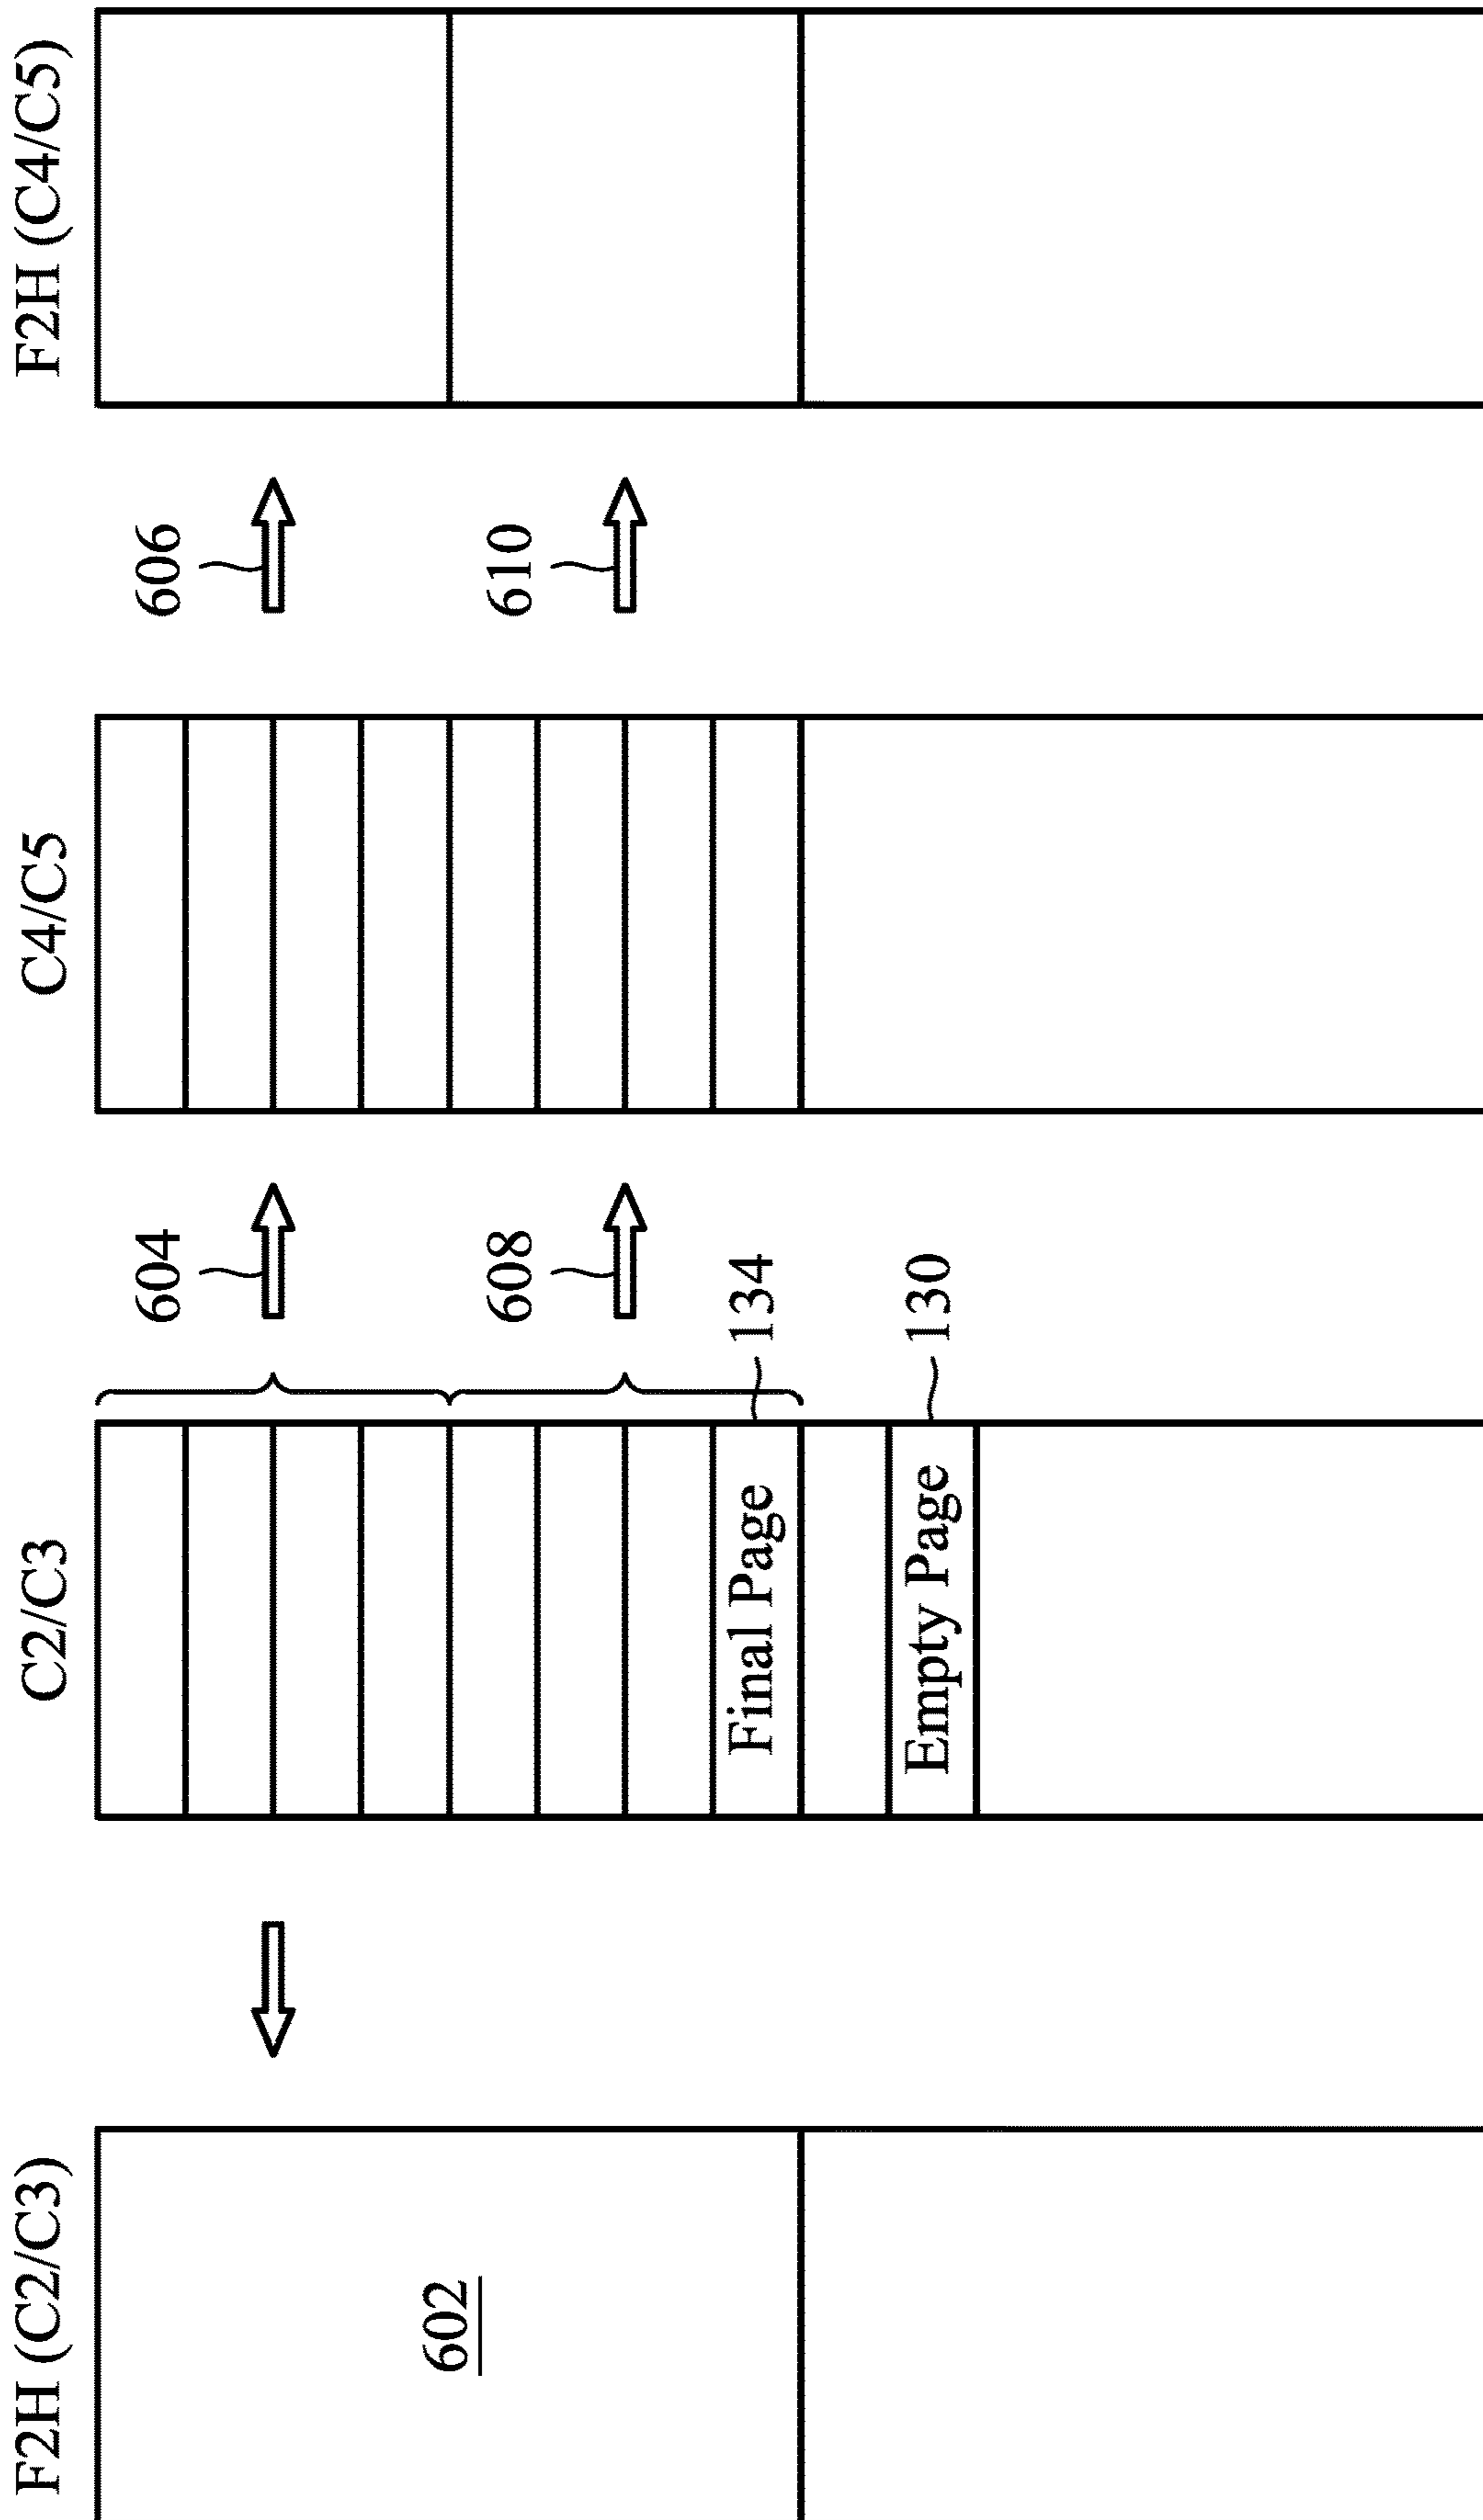 F2H (C2/C3)
C2/C3
C4/C5
F2H (C4/C5)
604
606
602
608
610
Final Page
134
Empty Page
130